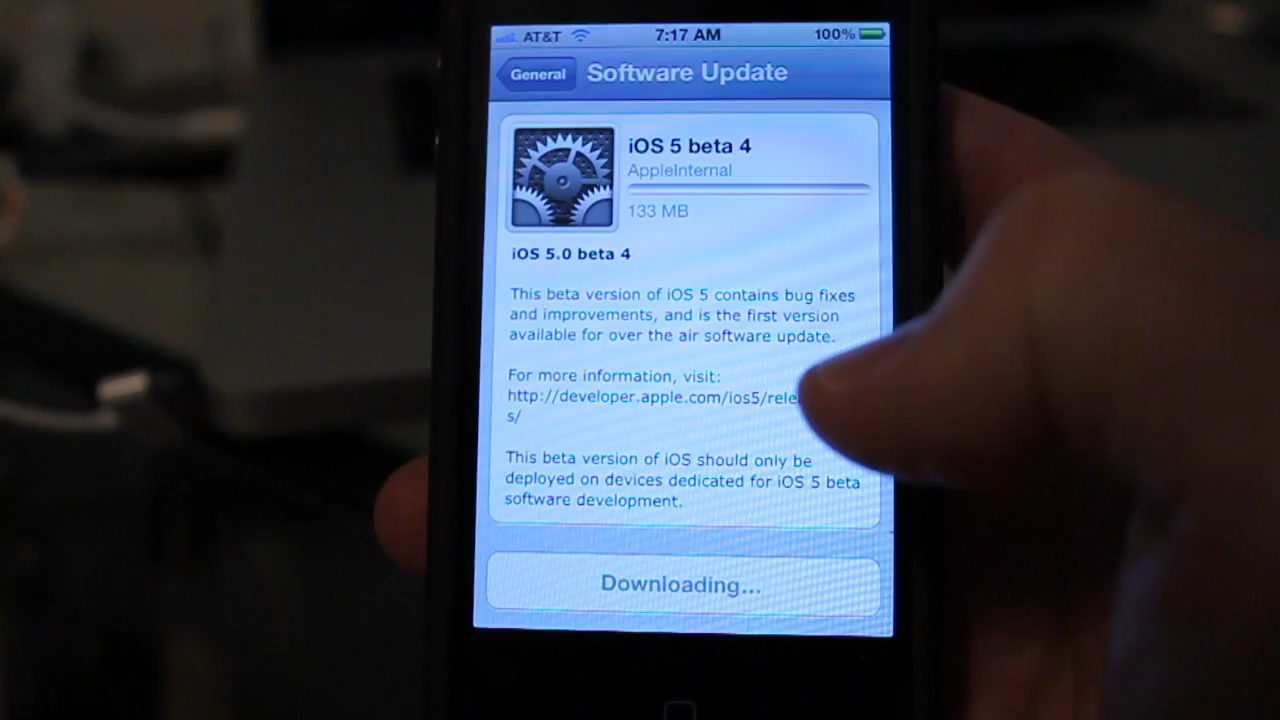 AT&T 7:17 AM 100%
General Software Update
iOS 5 beta 4
AppleInternal
133 MB
iOS 5.0 beta 4
This beta version of iOS 5 contains bug fixes
and improvements, and is the first version
available for over the air software update.
For more information, visit:
http://developer.apple.com/ios5/rele
s/
This beta version of iOS should only be
deployed on devices dedicated for iOS 5 beta
software development.
Downloading...